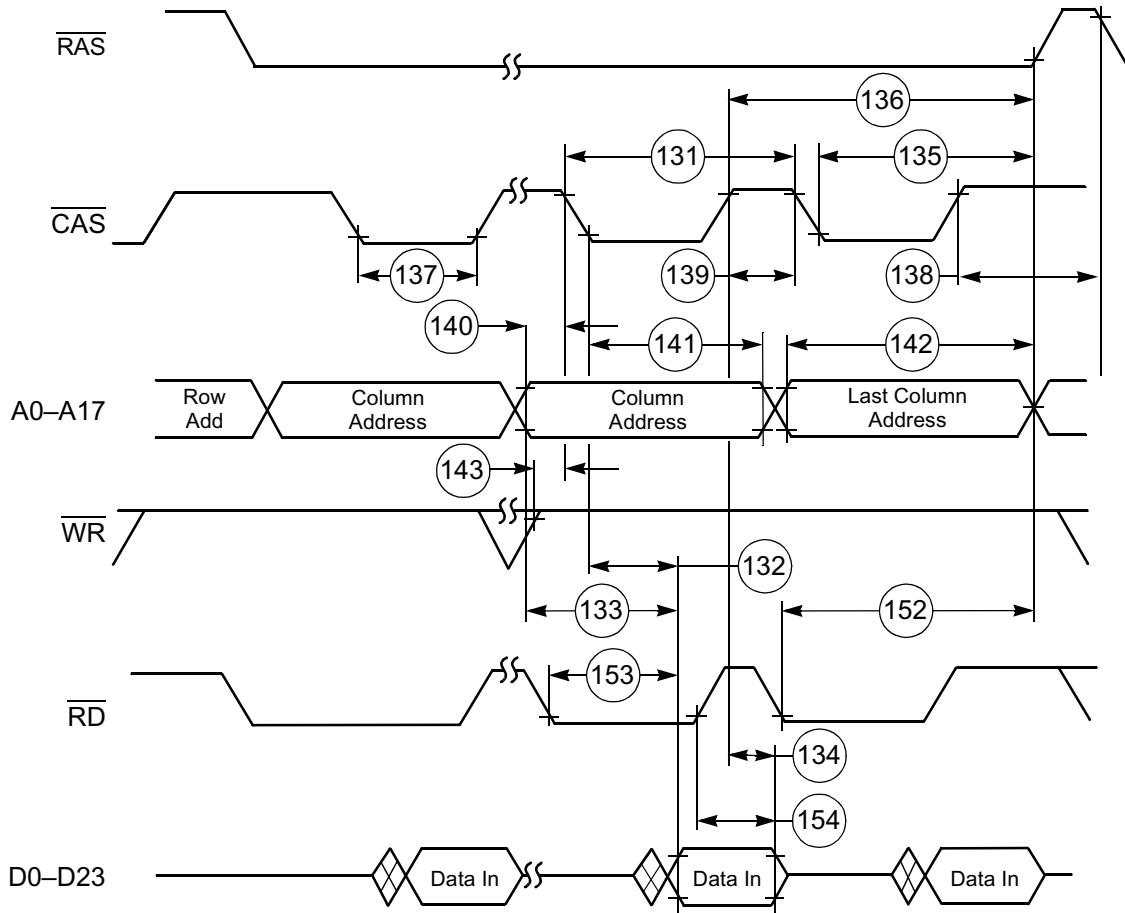 RAS
136
131
135
CAS
137
139
138
140
141
142
A0–A17
Row
Add
Column
Address
Column
Address
Last Column
Address
143
WR
132
133
152
153
RD
134
154
D0–D23
Data In
Data In
Data In